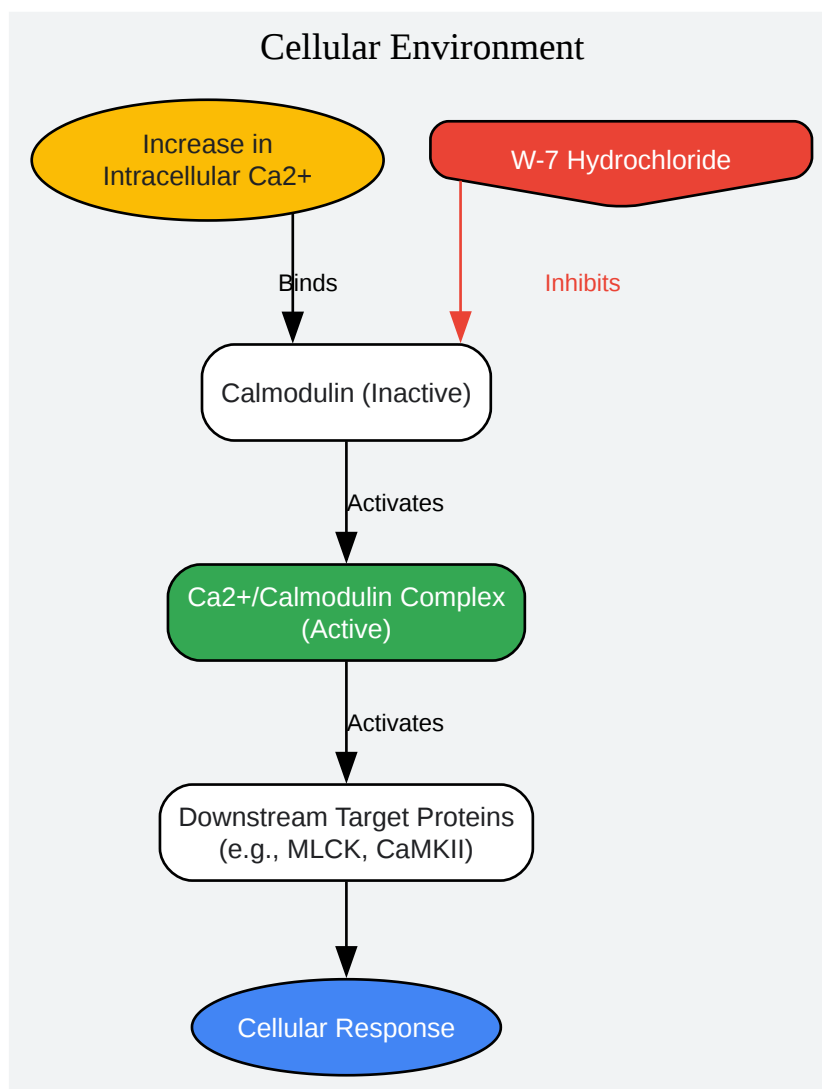 Cellular Environment
Increase in
Intracellular Ca2+
W-7 Hydrochloride
Binds
Inhibits
Calmodulin (Inactive)
Activates
Ca2+/Calmodulin Complex
(Active)
Activates
Downstream Target Proteins
(e.g., MLCK, CaMKII)
Cellular Response